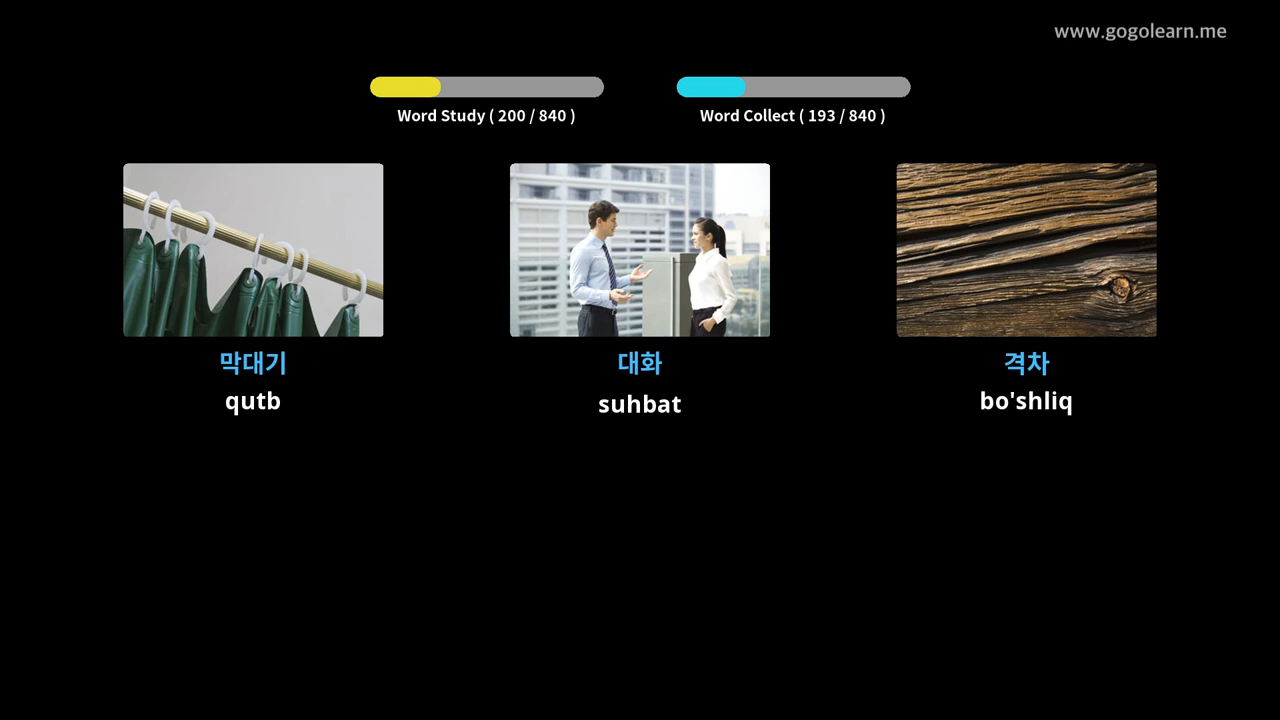 www.gogolearn.me
Word Study ( 200 / 840 )
Word Collect ( 193 / 840 )
막대기
대화
격차
qutb
suhbat
bo'shliq